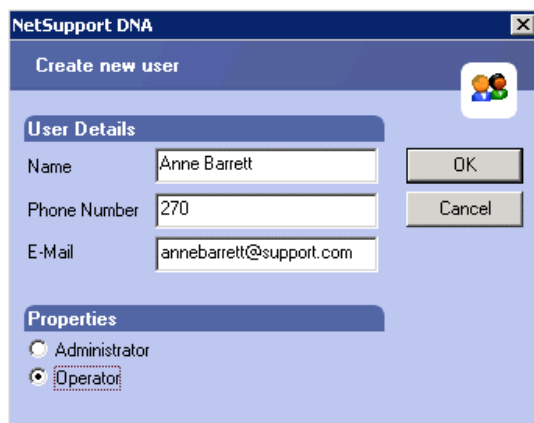 NetSupport DNA
Create new user
User Details
Name Anne Barrett
OK
Phone Number 270
Cancel
E-Mail annebarrett@support.com
Properties
Administrator
Operator